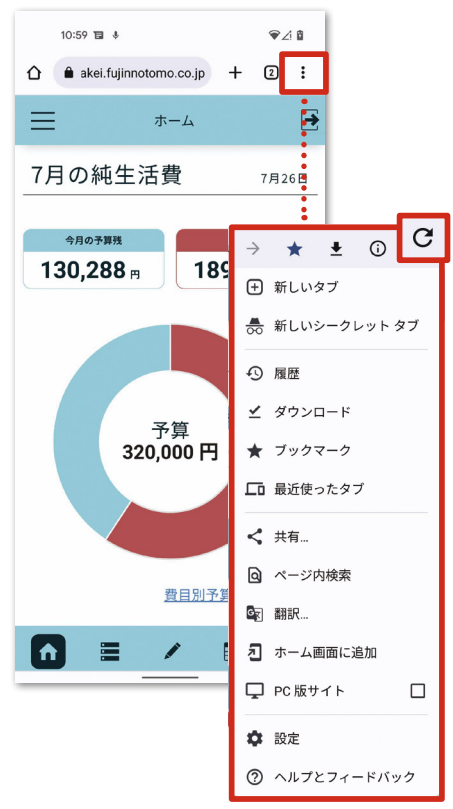 10:59
akei.fujinnotomo.co.jp
2
ホーム
7月の純生活費
7月26日
今月の予算残
130,288 円
189
予算
320,000 円
費目別予算
新しいタブ
新しいシークレット タブ
履歴
ダウンロード
ブックマーク
最近使ったタブ
共有...
ページ内検索
翻訳...
ホーム画面に追加
PC 版サイト
設定
ヘルプとフィードバック